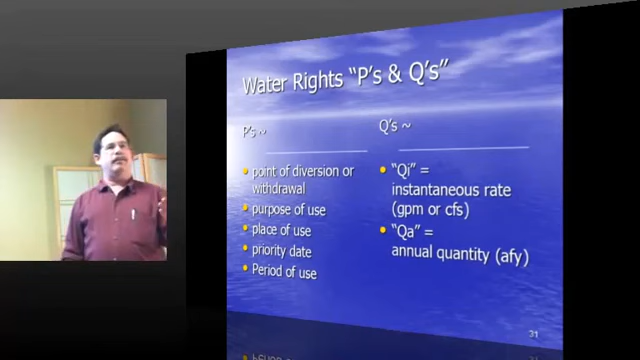 Water Rights "P's & Q's"
P's ~
point of diversion or
withdrawal
purpose of use
place of use
priority date
Period of use
Q's ~
"Qi" =
instantaneous rate
(gpm or cfs)
"Qa" =
annual quantity (afy)
31